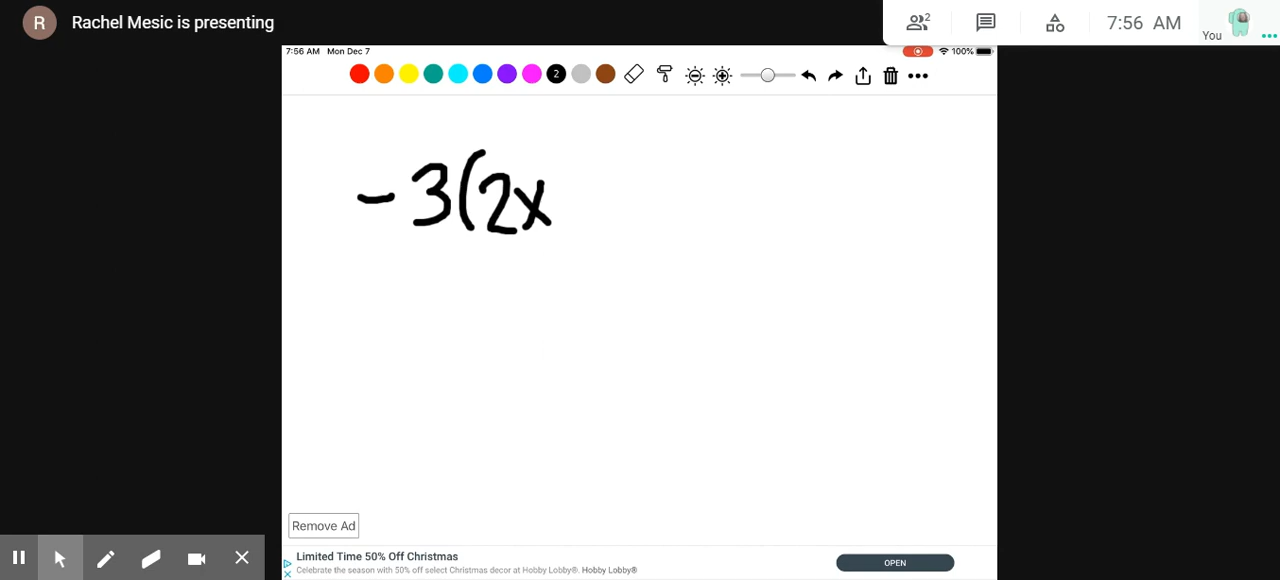 R Rachel Mesic is presenting
2
7:56 AM
You
7:56 AM Mon Dec 7
100%
2
-3(2x
Remove Ad
Limited Time 50% Off Christmas
Celebrate the season with 50% off select Christmas decor at Hobby Lobby®. Hobby Lobby®
OPEN